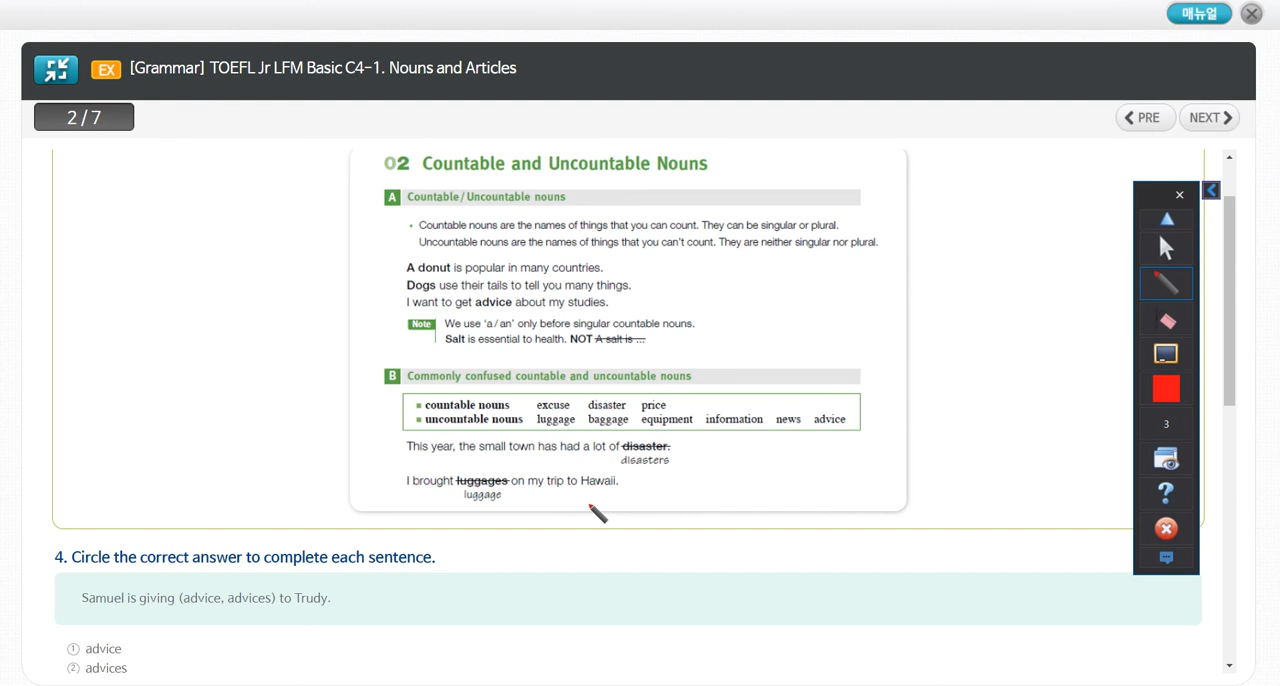 매뉴얼
EX [Grammar] TOEFL Jr LFM Basic C4-1. Nouns and Articles
2 / 7
PRE NEXT
02 Countable and Uncountable Nouns
A Countable/Uncountable nouns
• Countable nouns are the names of things that you can count. They can be singular or plural.
Uncountable nouns are the names of things that you can't count. They are neither singular nor plural.
A donut is popular in many countries.
Dogs use their tails to tell you many things.
I want to get advice about my studies.
Note We use 'a/an' only before singular countable nouns.
Salt is essential to health. NOT A salt is ...
B Commonly confused countable and uncountable nouns
▪ countable nouns excuse disaster price
▪ uncountable nouns luggage baggage equipment information news advice
This year, the small town has had a lot of disaster.
disasters
I brought luggages on my trip to Hawaii.
luggage
3
4. Circle the correct answer to complete each sentence.
Samuel is giving (advice, advices) to Trudy.
① advice
② advices